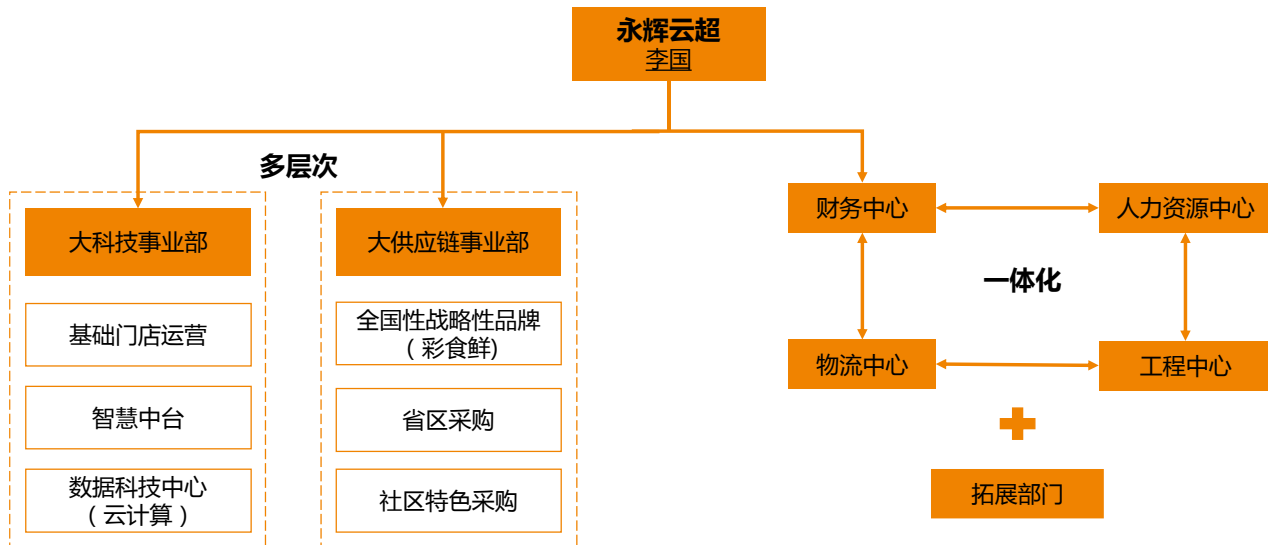 永辉云超
李国
多层次
大科技事业部
基础门店运营
智慧中台
数据科技中心
（云计算）
大供应链事业部
全国性战略性品牌
（彩食鲜)
省区采购
社区特色采购
财务中心
人力资源中心
一体化
物流中心
工程中心
拓展部门